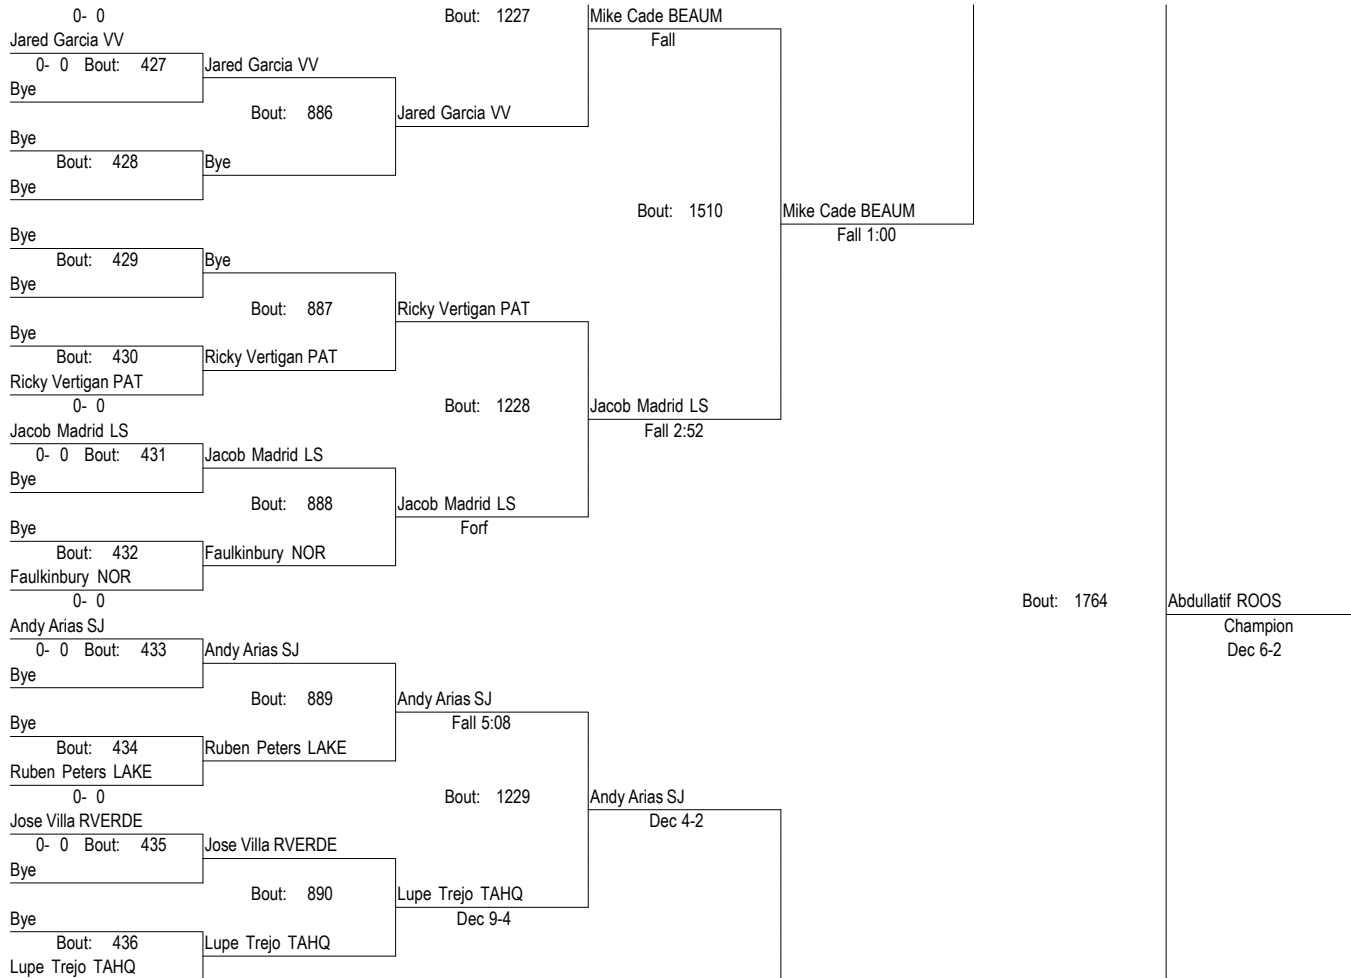 0- 0 Bout: 1227 Mike Cade BEAUM
Jared Garcia VV Fall
0- 0 Bout: 427 Jared Garcia VV
Bye
Bout: 886 Jared Garcia VV
Bye
Bout: 428 Bye
Bye
Bout: 1510 Mike Cade BEAUM
Bye Fall 1:00
Bout: 429 Bye
Bye
Bout: 887 Ricky Vertigan PAT
Bye
Bout: 430 Ricky Vertigan PAT
Ricky Vertigan PAT
0- 0 Bout: 1228 Jacob Madrid LS
Jacob Madrid LS Fall 2:52
0- 0 Bout: 431 Jacob Madrid LS
Bye
Bout: 888 Jacob Madrid LS
Bye Forf
Bout: 432 Faulkinbury NOR
Faulkinbury NOR
0- 0 Bout: 1764 Abdullatif ROOS
Andy Arias SJ Champion
0- 0 Bout: 433 Andy Arias SJ Dec 6-2
Bye
Bout: 889 Andy Arias SJ
Bye Fall 5:08
Bout: 434 Ruben Peters LAKE
Ruben Peters LAKE
0- 0 Bout: 1229 Andy Arias SJ
Jose Villa RVERDE Dec 4-2
0- 0 Bout: 435 Jose Villa RVERDE
Bye
Bout: 890 Lupe Trejo TAHQ
Bye Dec 9-4
Bout: 436 Lupe Trejo TAHQ
Lupe Trejo TAHQ